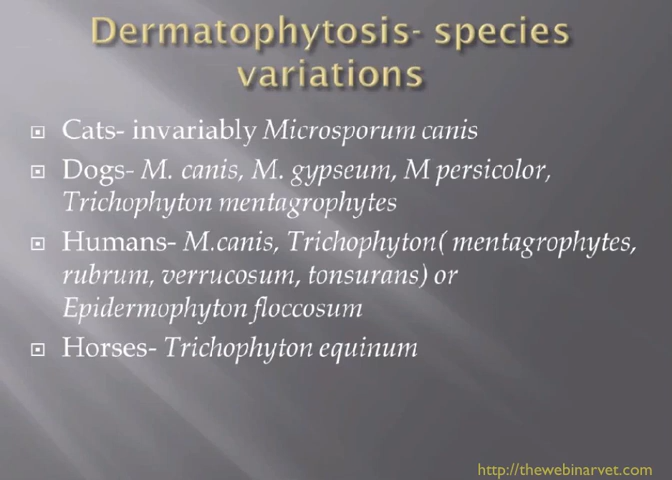 Dermatophytosis- species
variations
Cats- invariably Microsporum canis
Dogs- M. canis, M. gypseum, M persicolor,
Trichophyton mentagrophytes
Humans- M.canis, Trichophyton( mentagrophytes,
rubrum, verrucosum, tonsurans) or
Epidermophyton floccosum
Horses- Trichophyton equinum
http://thewebinarvet.com